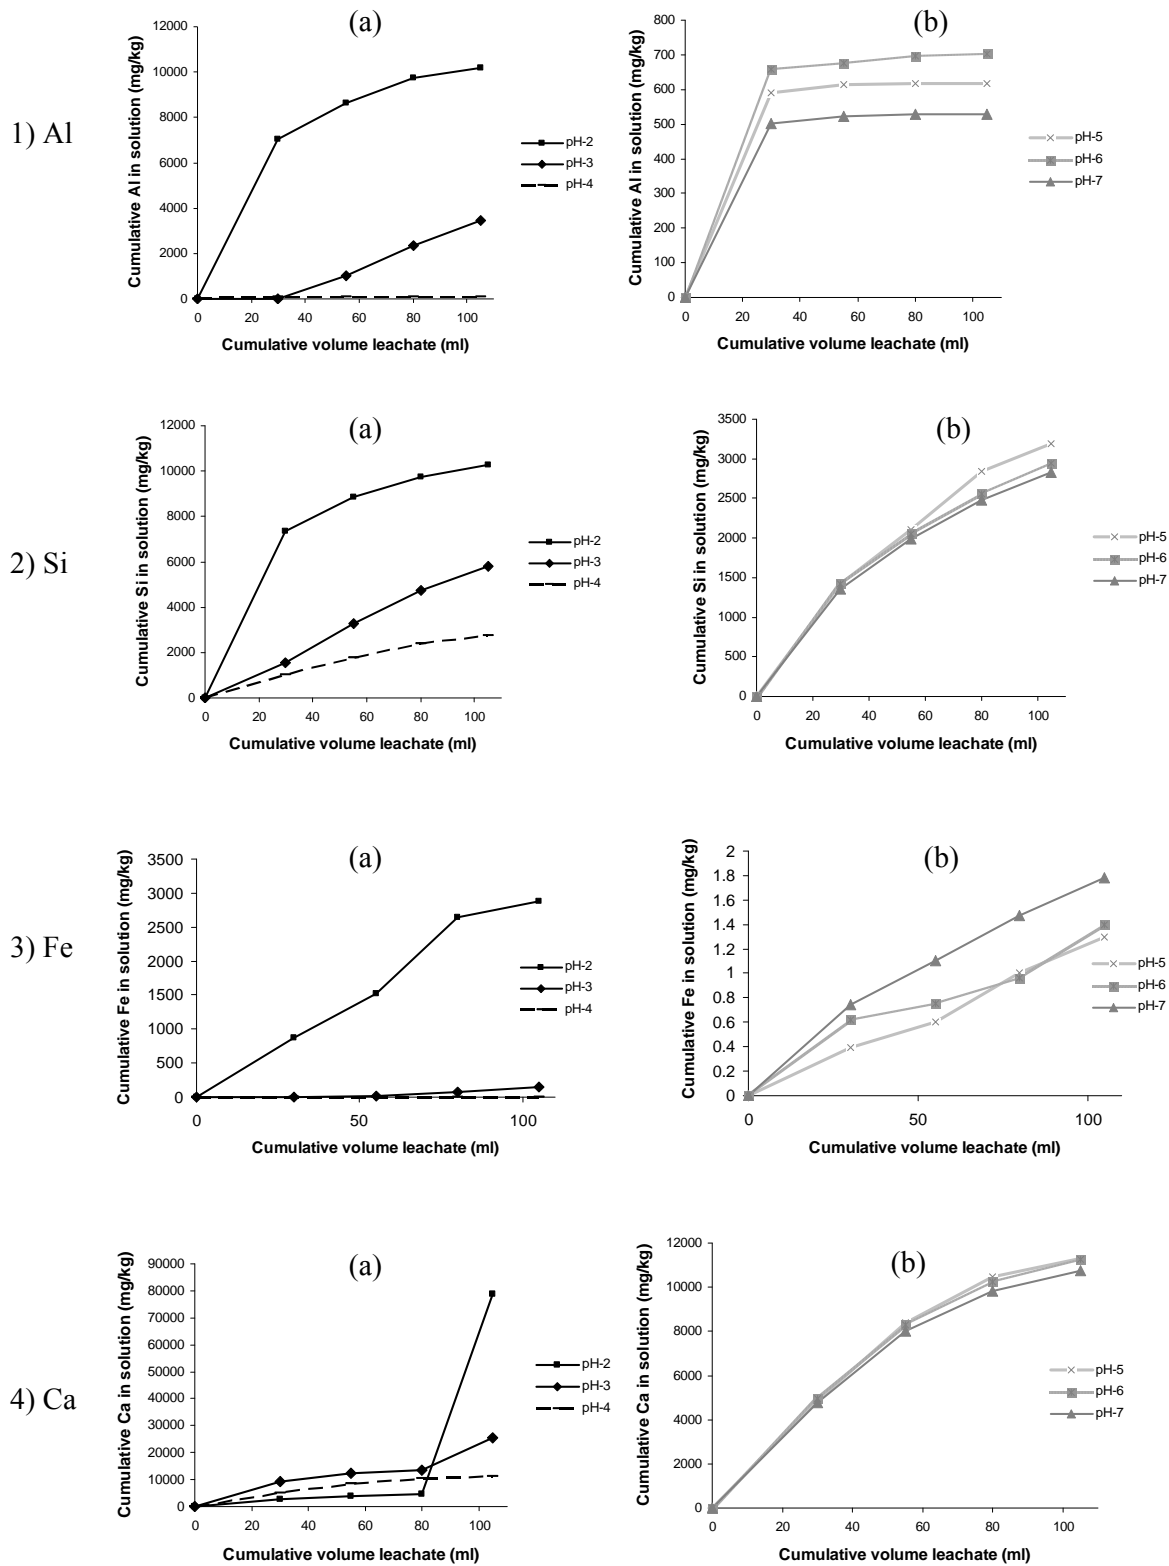 1) Al
(a)
Cumulative Al in solution (mg/kg)
12000
10000
8000
6000
4000
2000
0
0 20 40 60 80 100
Cumulative volume leachate (ml)
pH-2
pH-3
pH-4
(b)
Cumulative Al in solution (mg/kg)
800
700
600
500
400
300
200
100
0
0 20 40 60 80 100
Cumulative volume leachate (ml)
pH-5
pH-6
pH-7
2) Si
(a)
Cumulative Si in solution (mg/kg)
12000
10000
8000
6000
4000
2000
0
0 20 40 60 80 100
Cumulative volume leachate (ml)
pH-2
pH-3
pH-4
(b)
Cumulative Si in solution (mg/kg)
3500
3000
2500
2000
1500
1000
500
0
0 20 40 60 80 100
Cumulative volume leachate (ml)
pH-5
pH-6
pH-7
3) Fe
(a)
Cumulative Fe in solution (mg/kg)
3500
3000
2500
2000
1500
1000
500
0
0 50 100
Cumulative volume leachate (ml)
pH-2
pH-3
pH-4
(b)
Cumulative Fe in solution (mg/kg)
2
1.8
1.6
1.4
1.2
1
0.8
0.6
0.4
0.2
0
0 50 100
Cumulative volume leachate (ml)
pH-5
pH-6
pH-7
4) Ca
(a)
Cumulative Ca in solution (mg/kg)
90000
80000
70000
60000
50000
40000
30000
20000
10000
0
0 20 40 60 80 100
Cumulative volume leachate (ml)
pH-2
pH-3
pH-4
(b)
Cumulative Ca in solution (mg/kg)
12000
10000
8000
6000
4000
2000
0
0 20 40 60 80 100
Cumulative volume leachate (ml)
pH-5
pH-6
pH-7